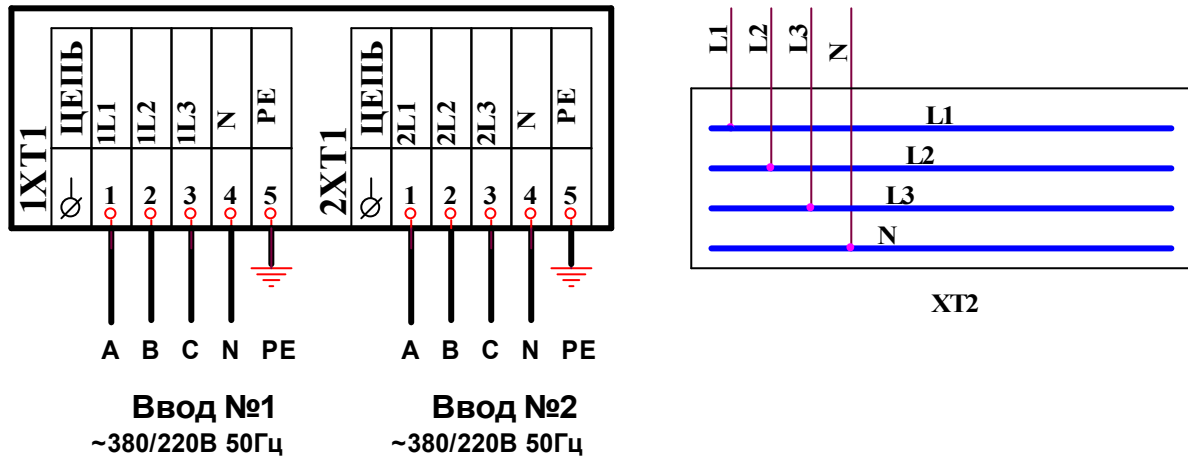 1XT1
ЦЕПЬ
1L1
1L2
1L3
N
PE
1
2
3
4
5
A
B
C
N
PE
Ввод №1
~380/220В 50Гц
2XT1
ЦЕПЬ
2L1
2L2
2L3
N
PE
1
2
3
4
5
A
B
C
N
PE
Ввод №2
~380/220В 50Гц
L1
L2
L3
N
L1
L2
L3
N
XT2